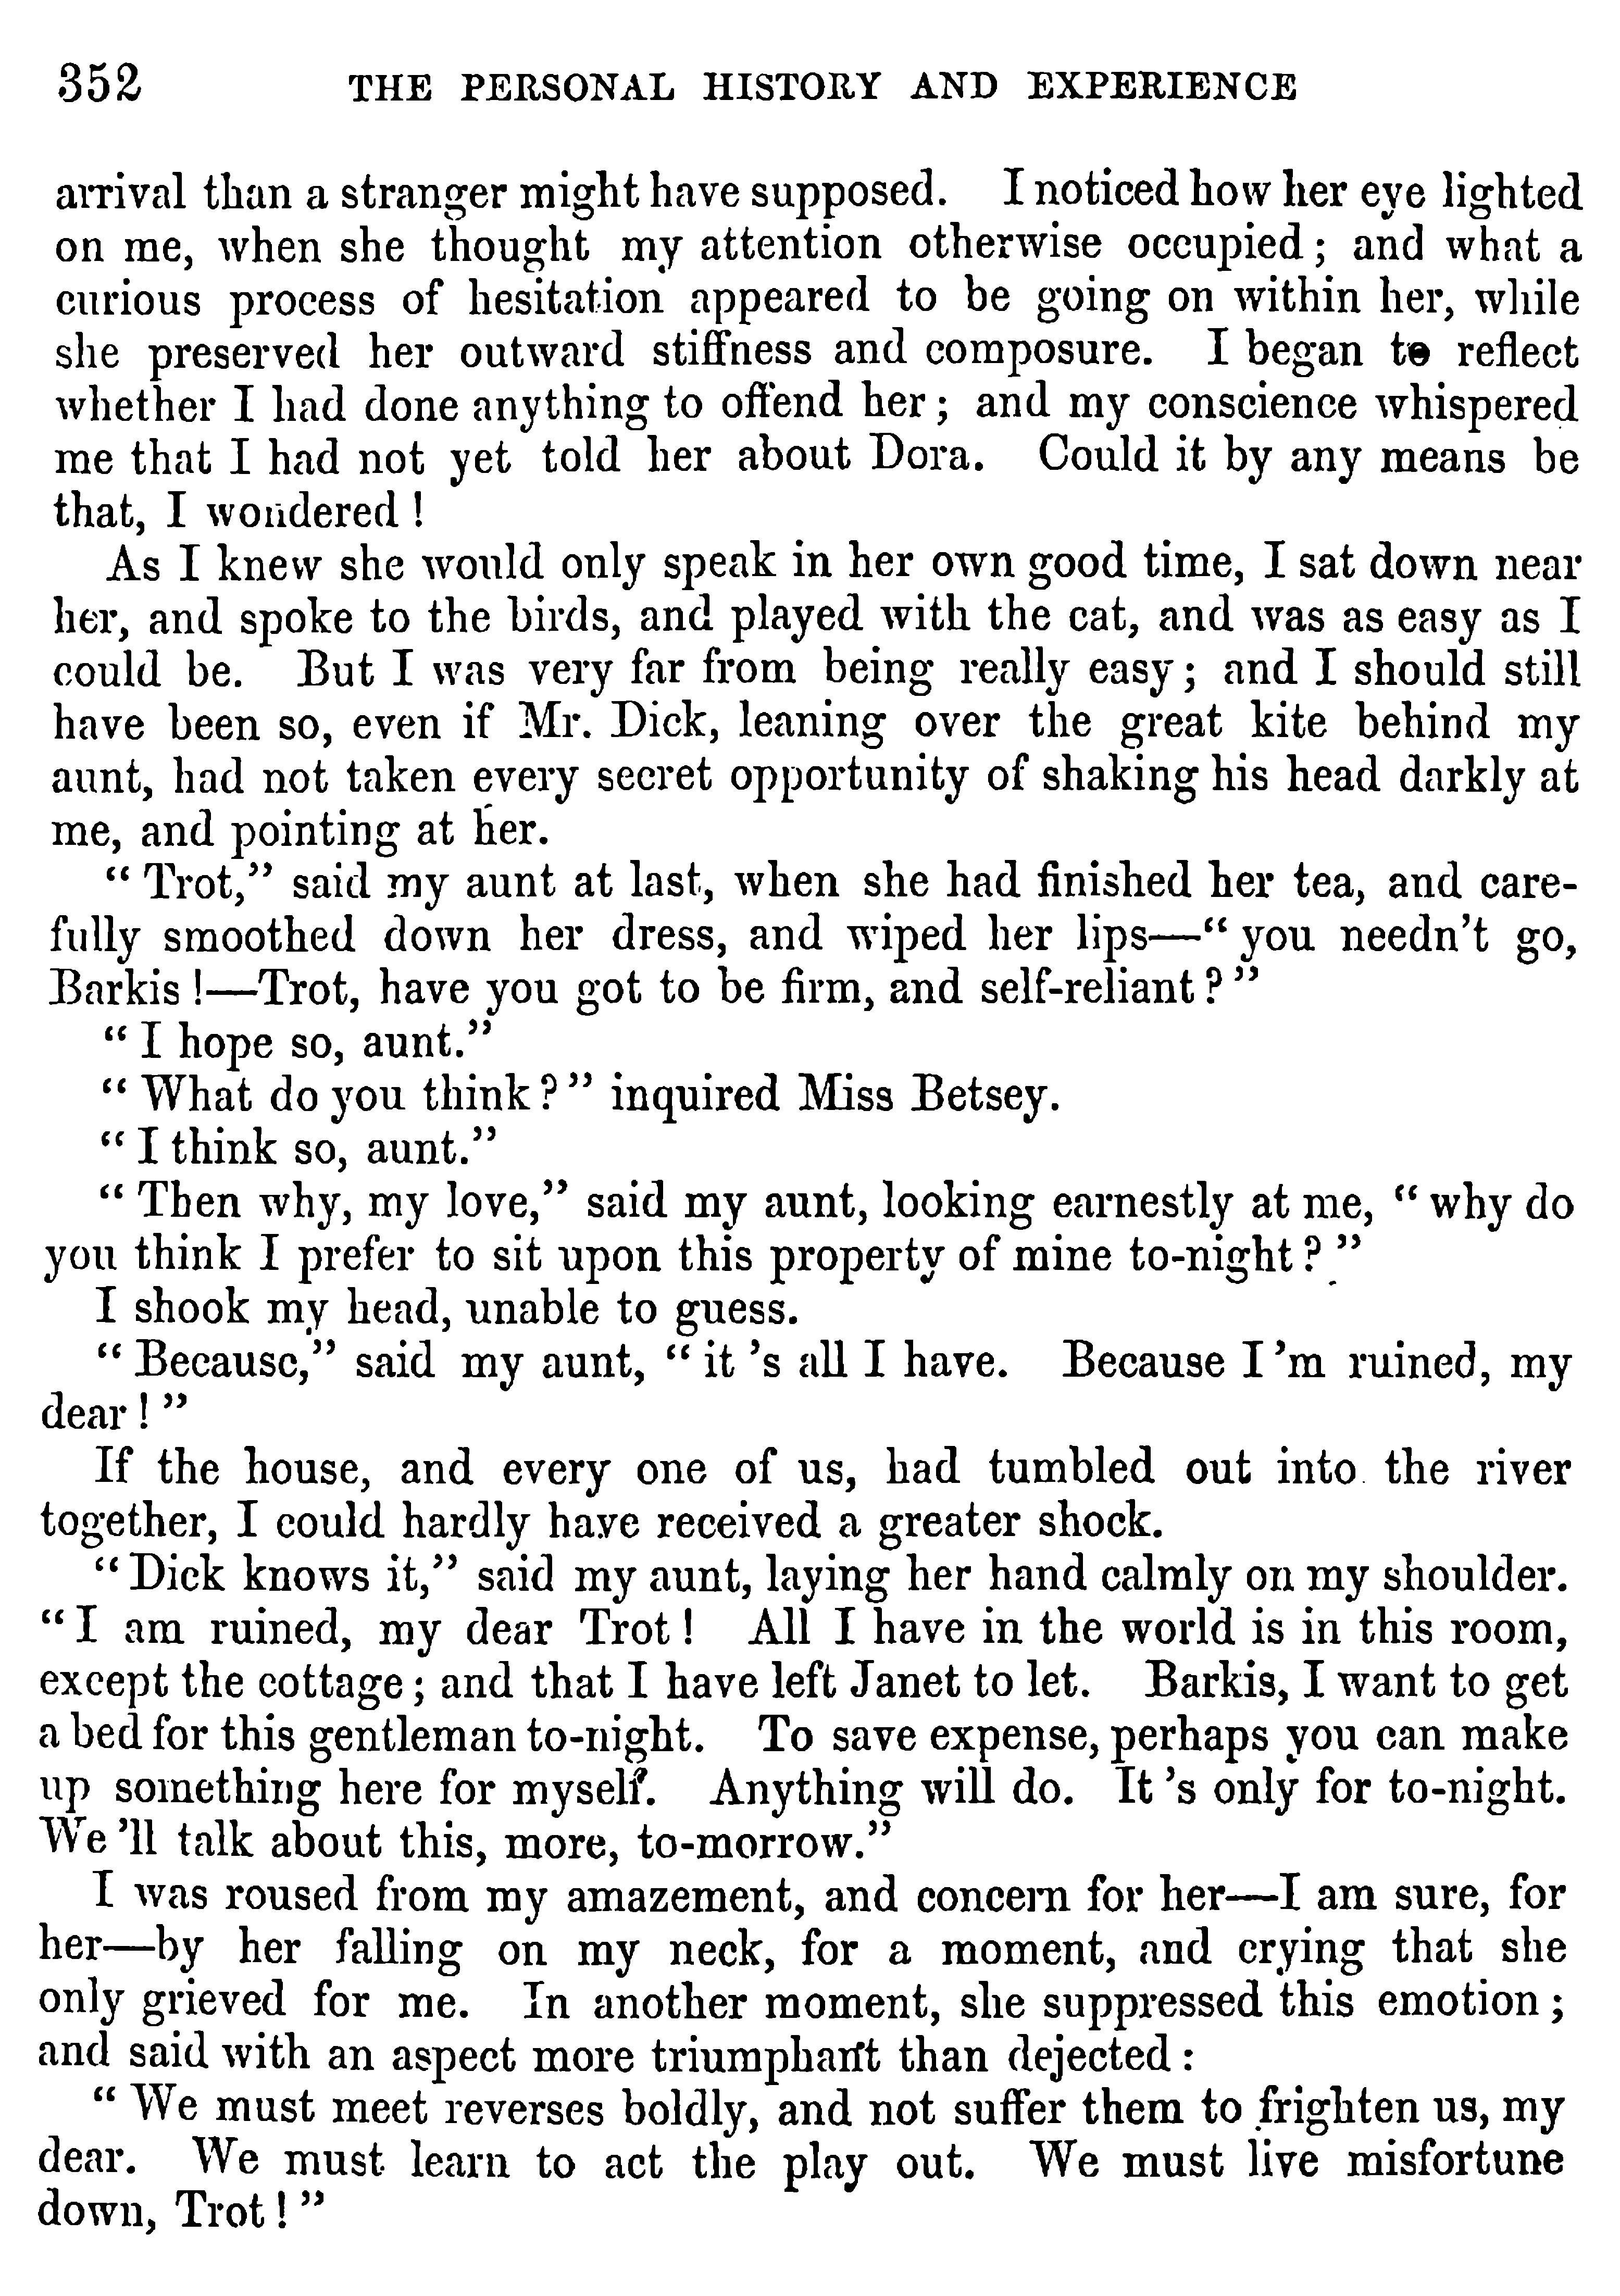 352 THE PERSONAL HISTORY AND EXPERIENCE
arrival than a stranger might have supposed. I noticed how her eye lighted
on me, when she thought my attention otherwise occupied; and what a
curious process of hesitation appeared to be going on within her, while
she preserved her outward stiffness and composure. I began to reflect
whether I had done anything to offend her; and my conscience whispered
me that I had not yet told her about Dora. Could it by any means be
that, I wondered!
As I knew she would only speak in her own good time, I sat down near
her, and spoke to the birds, and played with the cat, and was as easy as I
could be. But I was very far from being really easy; and I should still
have been so, even if Mr. Dick, leaning over the great kite behind my
aunt, had not taken every secret opportunity of shaking his head darkly at
me, and pointing at her.
"Trot," said my aunt at last, when she had finished her tea, and care-
fully smoothed down her dress, and wiped her lips—"you needn't go,
Barkis!—Trot, have you got to be firm, and self-reliant?"
"I hope so, aunt."
"What do you think?" inquired Miss Betsey.
"I think so, aunt."
"Then why, my love," said my aunt, looking earnestly at me, "why do
you think I prefer to sit upon this property of mine to-night?"
I shook my head, unable to guess.
"Because," said my aunt, "it's all I have. Because I'm ruined, my
dear!"
If the house, and every one of us, had tumbled out into the river
together, I could hardly have received a greater shock.
"Dick knows it," said my aunt, laying her hand calmly on my shoulder.
"I am ruined, my dear Trot! All I have in the world is in this room,
except the cottage; and that I have left Janet to let. Barkis, I want to get
a bed for this gentleman to-night. To save expense, perhaps you can make
up something here for myself. Anything will do. It's only for to-night.
We'll talk about this, more, to-morrow."
I was roused from my amazement, and concern for her—I am sure, for
her—by her falling on my neck, for a moment, and crying that she
only grieved for me. In another moment, she suppressed this emotion;
and said with an aspect more triumphant than dejected:
"We must meet reverses boldly, and not suffer them to frighten us, my
dear. We must learn to act the play out. We must live misfortune
down, Trot!"